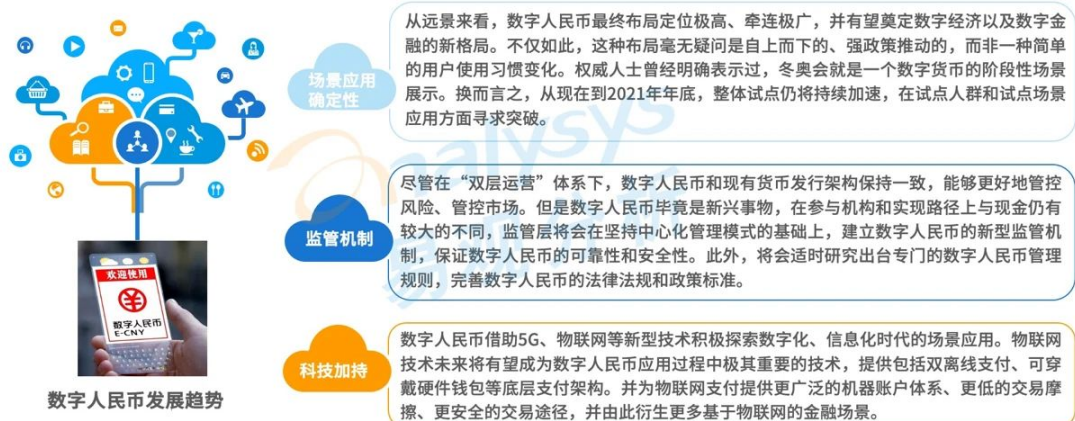 场景应用
确定性
从远景来看，数字人民币最终布局定位极高、牵连极广，并有望奠定数字经济以及数字金
融的新格局。不仅如此，这种布局毫无疑问是自上而下的、强政策推动的，而非一种简单
的用户使用习惯变化。权威人士曾经明确表示过，冬奥会就是一个数字货币的阶段性场景
展示。换而言之，从现在到2021年年底，整体试点仍将持续加速，在试点人群和试点场景
应用方面寻求突破。
监管机制
尽管在“双层运营”体系下，数字人民币和现有货币发行架构保持一致，能够更好地管控
风险、管控市场。但是数字人民币毕竟是新兴事物，在参与机构和实现路径上与现金仍有
较大的不同，监管层将会在坚持中心化管理模式的基础上，建立数字人民币的新型监管机
制，保证数字人民币的可靠性和安全性。此外，将会适时研究出台专门的数字人民币管理
规则，完善数字人民币的法律法规和政策标准。
科技加持
数字人民币借助5G、物联网等新型技术积极探索数字化、信息化时代的场景应用。物联网
技术未来将有望成为数字人民币应用过程中极其重要的技术，提供包括双离线支付、可穿
戴硬件钱包等底层支付架构。并为物联网支付提供更广泛的机器账户体系、更低的交易摩
擦、更安全的交易途径，并由此衍生更多基于物联网的金融场景。
欢迎使用
数字人民币
E-CNY
数字人民币发展趋势
analysys
易观分析